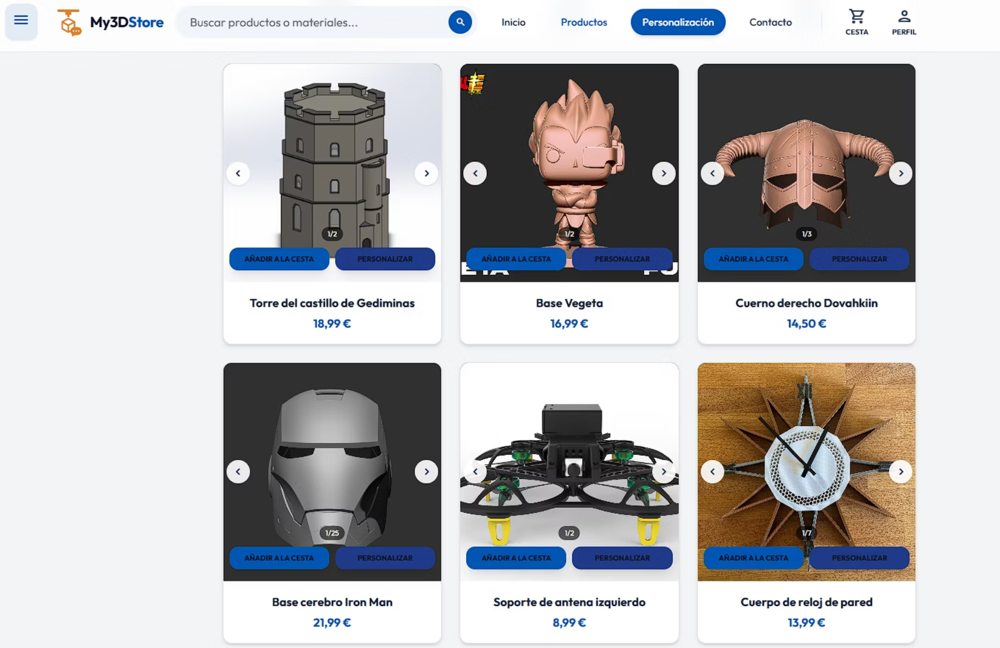 My3DStore
Buscar productos o materiales...
Inicio
Productos
Personalización
Contacto
CESTA
PERFIL
1/2
AÑADIR A LA CESTA
PERSONALIZAR
Torre del castillo de Gediminas
18,99 €
1/2
AÑADIR A LA CESTA
PERSONALIZAR
Base Vegeta
16,99 €
1/3
AÑADIR A LA CESTA
PERSONALIZAR
Cuerno derecho Dovahkiin
14,50 €
1/25
AÑADIR A LA CESTA
PERSONALIZAR
Base cerebro Iron Man
21,99 €
1/2
AÑADIR A LA CESTA
PERSONALIZAR
Soporte de antena izquierdo
8,99 €
XII
1/7
AÑADIR A LA CESTA
PERSONALIZAR
Cuerpo de reloj de pared
13,99 €